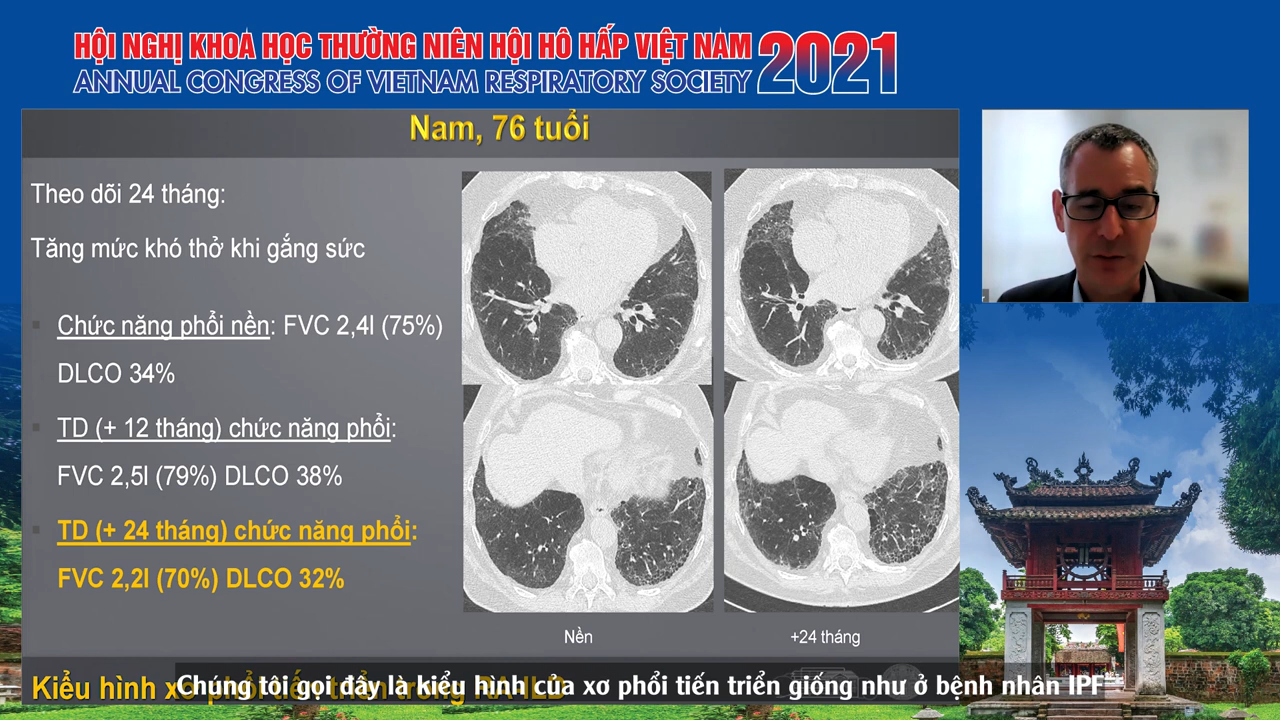 HỘI NGHỊ KHOA HỌC THƯỜNG NIÊN HỘI HÔ HẤP VIỆT NAM 2021
ANNUAL CONGRESS OF VIETNAM RESPIRATORY SOCIETY
Nam, 76 tuổi
Theo dõi 24 tháng:
Tăng mức khó thở khi gắng sức
Chức năng phổi nền: FVC 2,4l (75%)
DLCO 34%
TD (+ 12 tháng) chức năng phổi:
FVC 2,5l (79%) DLCO 38%
TD (+ 24 tháng) chức năng phổi:
FVC 2,2l (70%) DLCO 32%
Nền
+24 tháng
Kiểu hình
Chúng tôi gọi đây là kiểu hình của xơ phổi tiến triển giống như ở bệnh nhân IPF